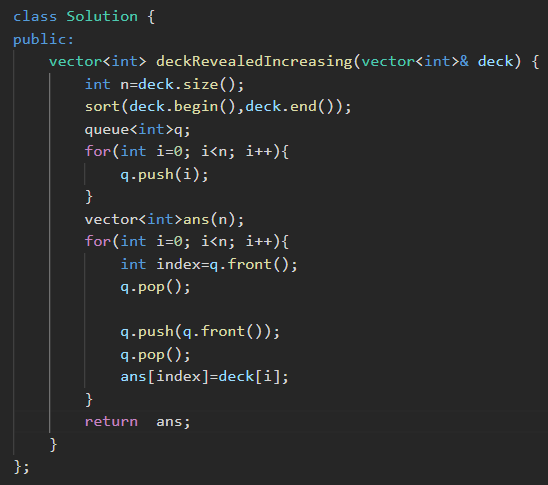 class Solution {
public:
    vector<int> deckRevealedIncreasing(vector<int>& deck) {
        int n=deck.size();
        sort(deck.begin(),deck.end());
        queue<int>q;
        for(int i=0; i<n; i++){
            q.push(i);
        }
        vector<int>ans(n);
        for(int i=0; i<n; i++){
            int index=q.front();
            q.pop();

            q.push(q.front());
            q.pop();
            ans[index]=deck[i];
        }
        return  ans;
    }
};